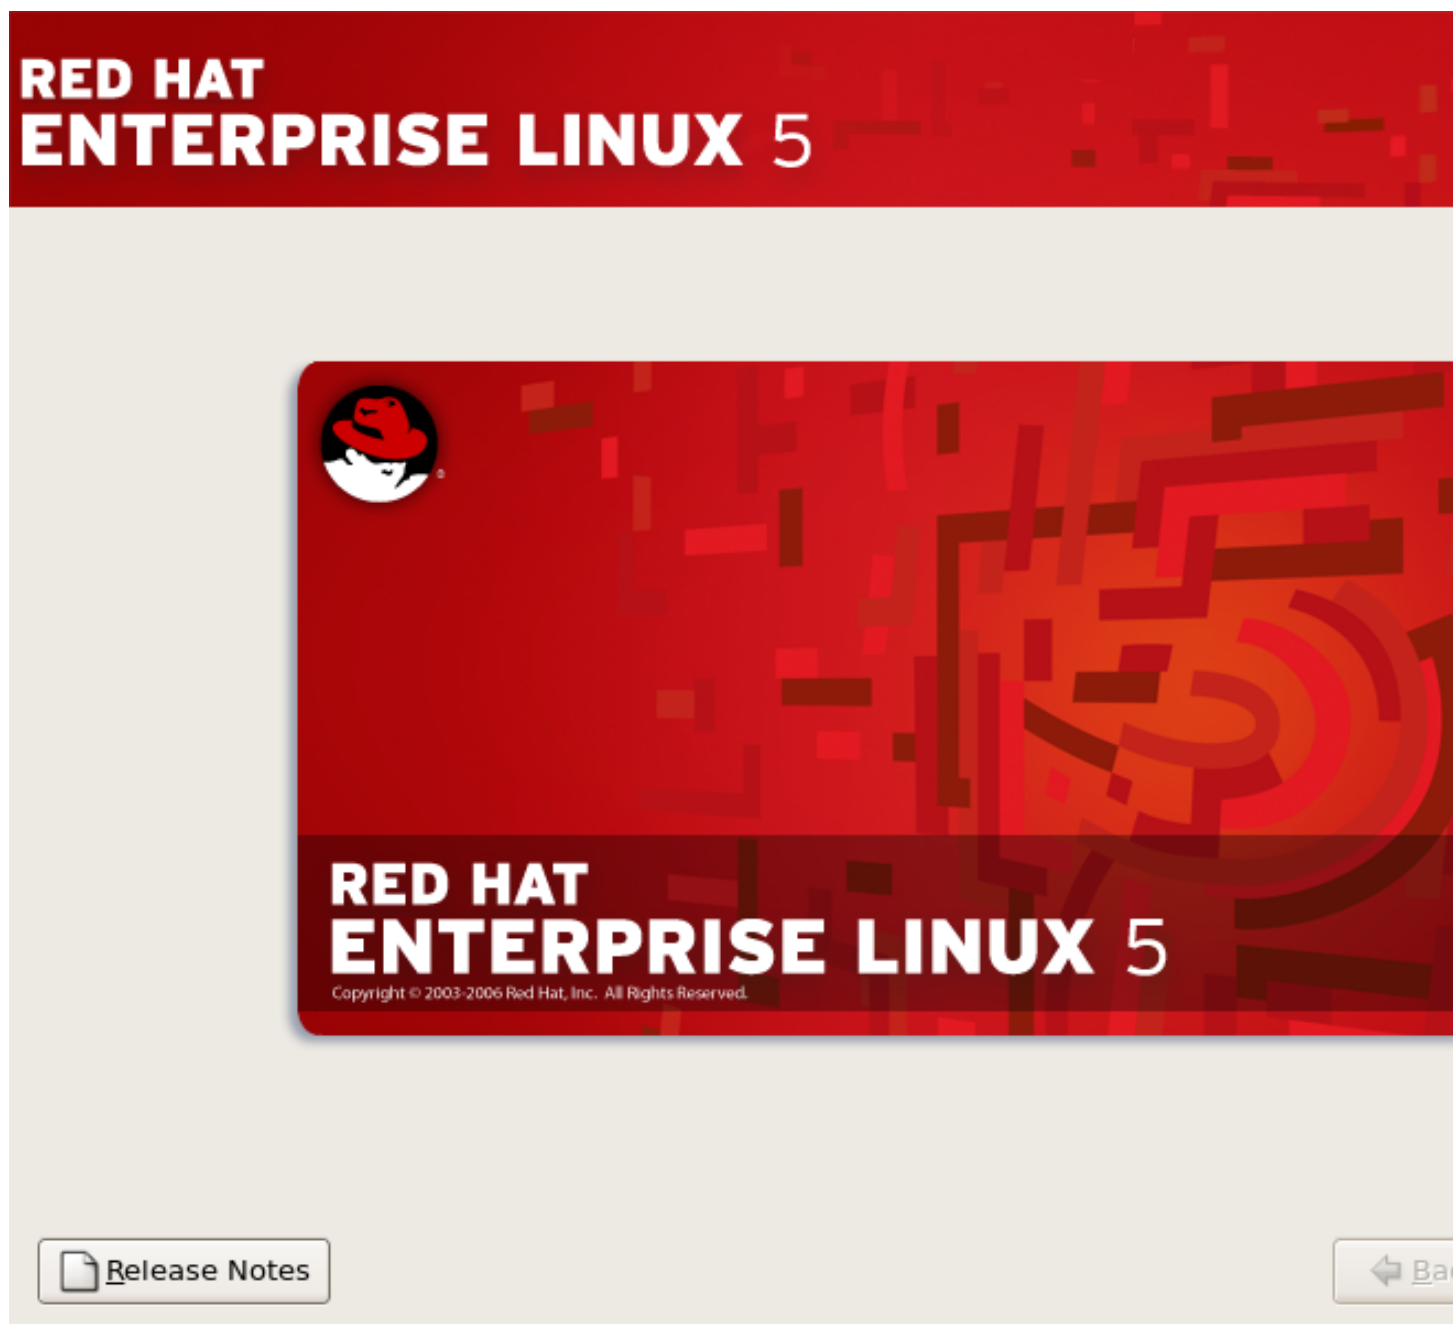 RED HAT
ENTERPRISE LINUX 5
®
RED HAT
ENTERPRISE LINUX 5
Copyright © 2003-2006 Red Hat, Inc. All Rights Reserved.
Release Notes